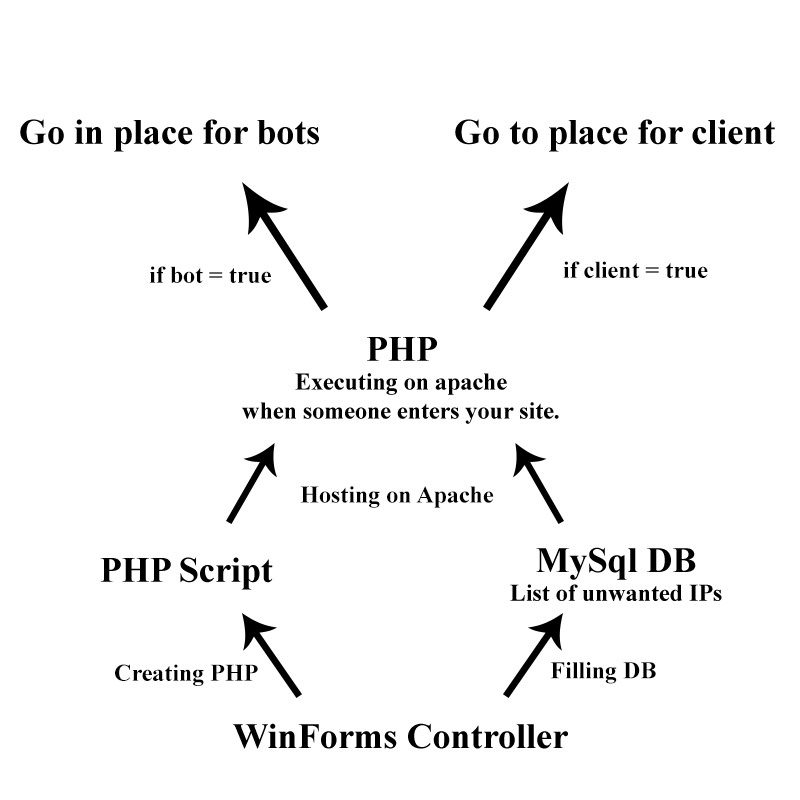 Go in place for bots
Go to place for client
if bot = true
if client = true
PHP
Executing on apache
when someone enters your site.
Hosting on Apache
PHP Script
MySql DB
List of unwanted IPs
Creating PHP
Filling DB
WinForms Controller